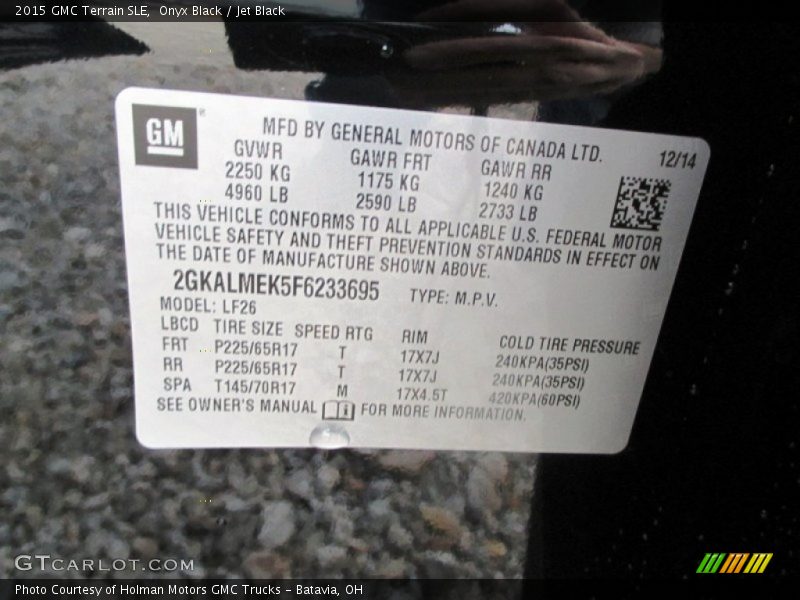 2015 GMC Terrain SLE, Onyx Black / Jet Black
GM
MFD BY GENERAL MOTORS OF CANADA LTD. 12/14
GVWR GAWR FRT GAWR RR
2250 KG 1175 KG 1240 KG
4960 LB 2590 LB 2733 LB
THIS VEHICLE CONFORMS TO ALL APPLICABLE U.S. FEDERAL MOTOR
VEHICLE SAFETY AND THEFT PREVENTION STANDARDS IN EFFECT ON
THE DATE OF MANUFACTURE SHOWN ABOVE.
2GKALMEK5F6233695 TYPE: M.P.V.
MODEL: LF26
LBCD TIRE SIZE SPEED RTG RIM COLD TIRE PRESSURE
FRT P225/65R17 T 17X7J 240KPA(35PSI)
RR P225/65R17 T 17X7J 240KPA(35PSI)
SPA T145/70R17 M 17X4.5T 420KPA(60PSI)
SEE OWNER'S MANUAL FOR MORE INFORMATION.
GTCARLOT.COM
Photo Courtesy of Holman Motors GMC Trucks - Batavia, OH